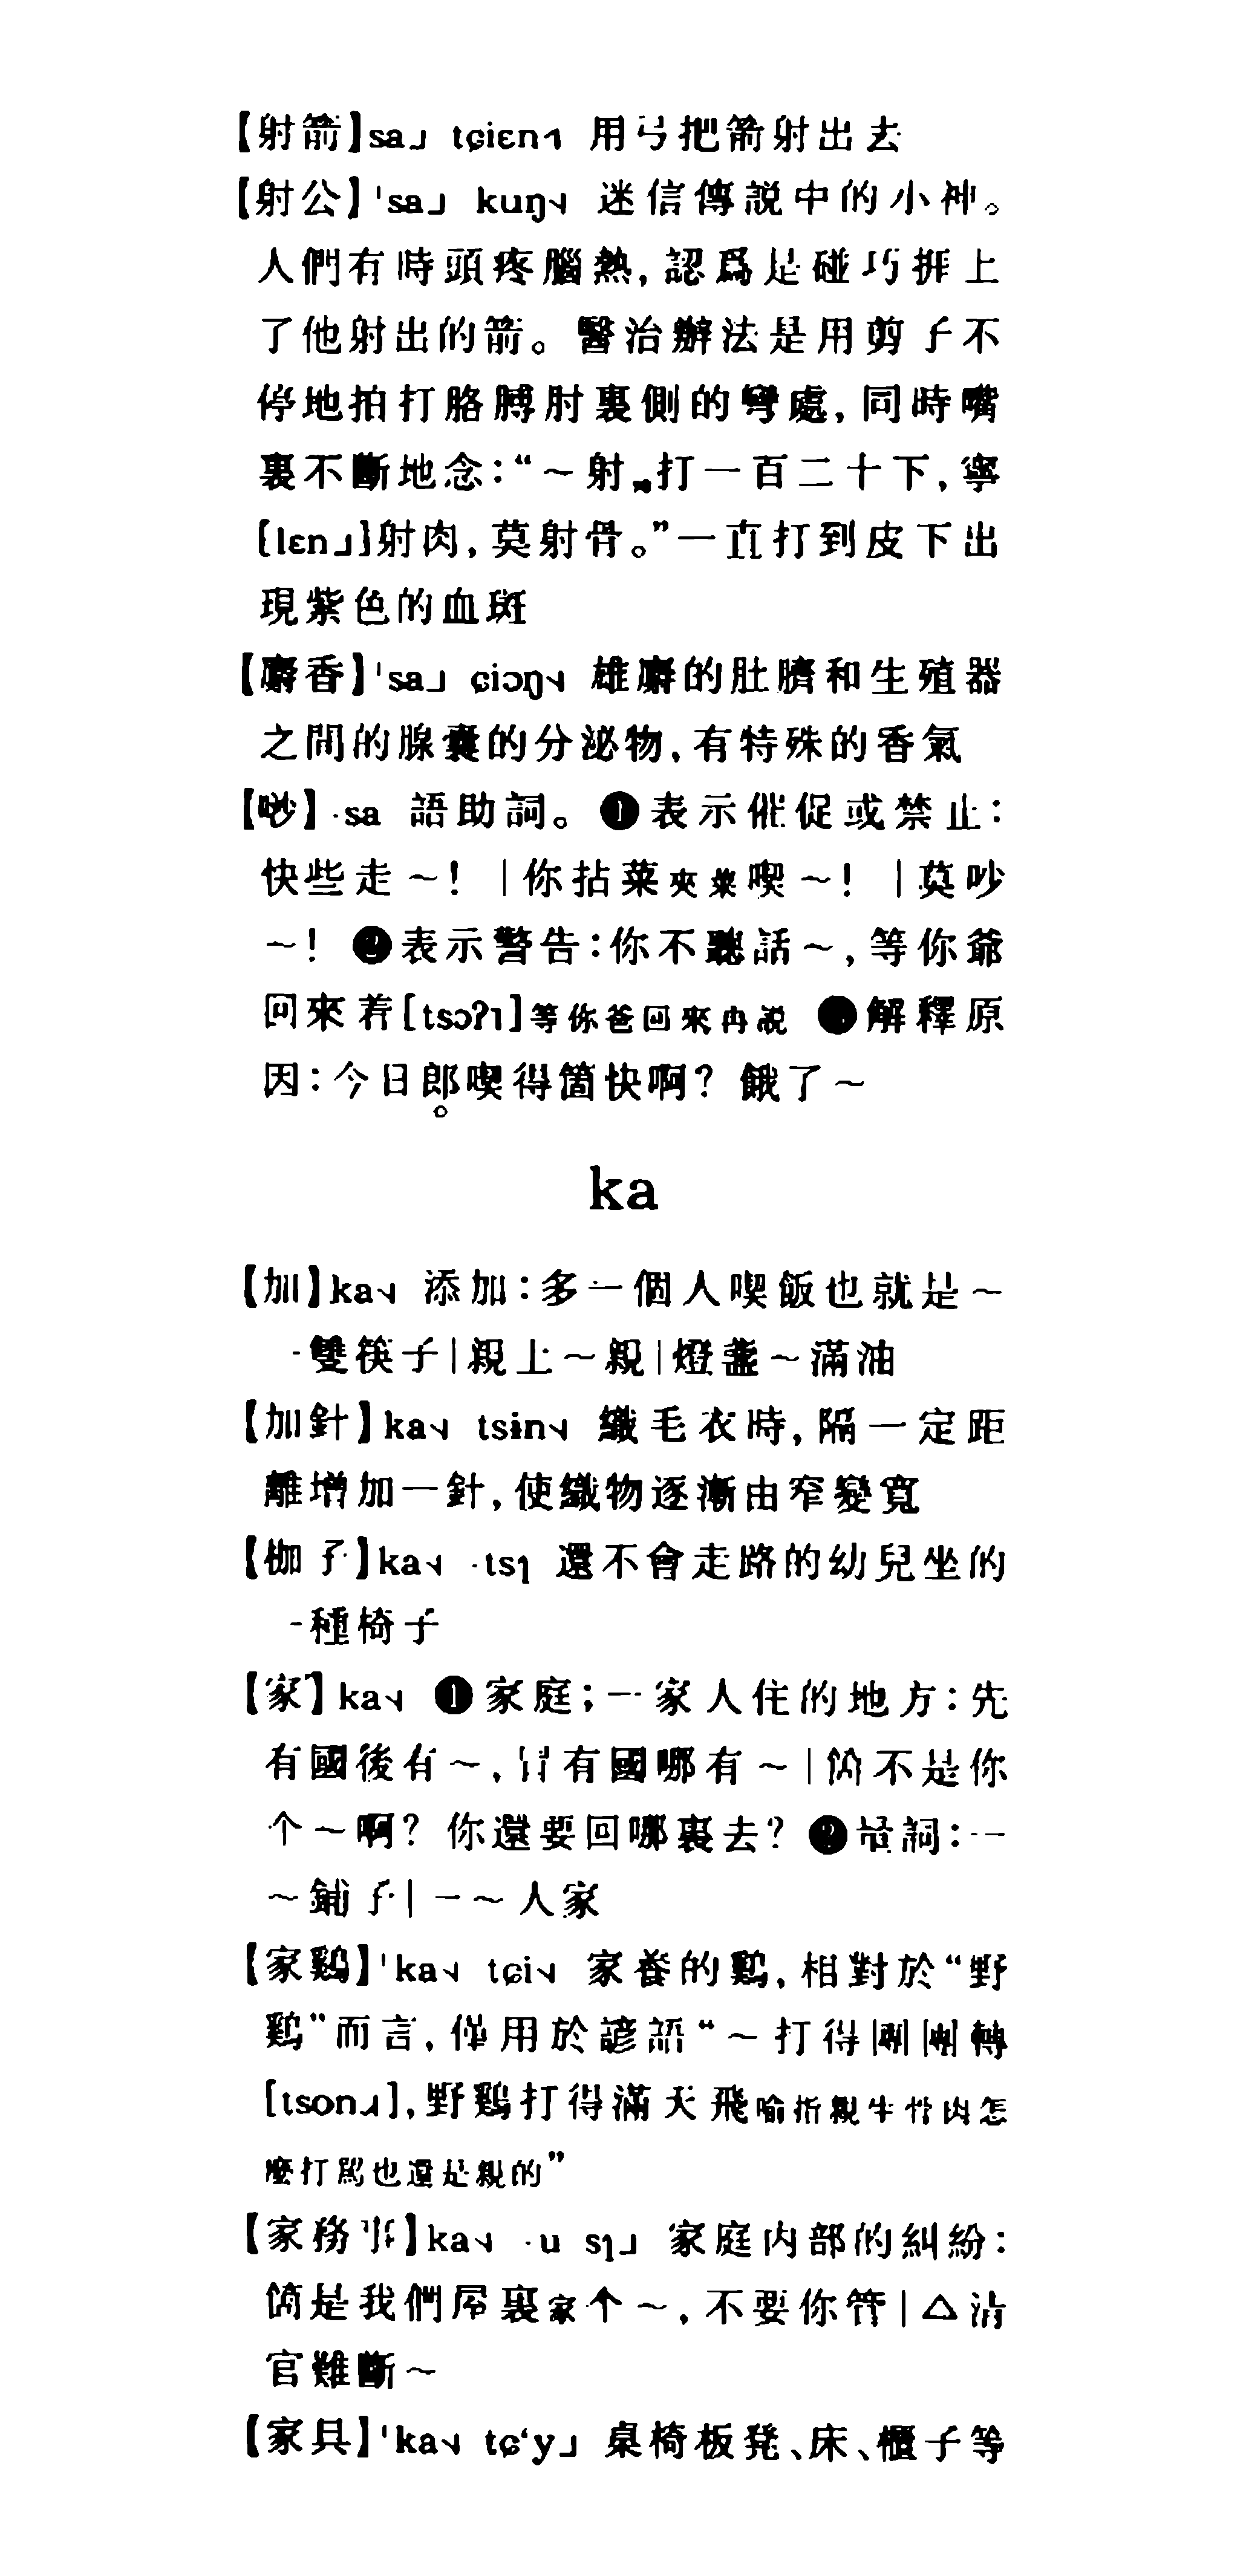 【射箭】sa˩ tɕiɛn˥ 用弓把箭射出去
【射公】ˈsa˩ kuŋ˧˩ 迷信傳説中的小神。
人們有時頭疼腦熱，認爲是碰巧捱上
了他射出的箭。醫治辦法是用剪子不
停地拍打胳膊肘裏側的彎處，同時嘴
裏不斷地念：“～射，打一百二十下，寧
[lɛn˩]射肉，莫射骨。”一直打到皮下出
現紫色的血斑
【麝香】ˈsa˩ ɕiɔŋ˧˩ 雄麝的肚臍和生殖器
之間的腺囊的分泌物，有特殊的香氣
【唦】·sa 語助詞。❶表示催促或禁止：
快些走～！｜你拈菜夾菜喫～！｜莫吵
～！❷表示警告：你不聽話～，等你爺
回來着[tsɔʔ˥]等你爸回來再説 ❸解釋原
因：今日郎喫得箇快啊？餓了～
ka
【加】ka˧˩ 添加：多一個人喫飯也就是～
一雙筷子｜親上～親｜燈盞～滿油
【加針】ka˧˩ tsɨn˧˩ 織毛衣時，隔一定距
離增加一針，使織物逐漸由窄變寬
【枷子】ka˧˩ ·tsɿ 還不會走路的幼兒坐的
一種椅子
【家】ka˧˩ ❶家庭；一家人住的地方：先
有國後有～，冇有國哪有～｜箇不是你
个～啊？你還要回哪裏去？❷量詞：一
～鋪子｜一～人家
【家鷄】ˈka˧˩ tɕi˧˩ 家養的鷄，相對於“野
鷄”而言，僅用於諺語“～打得團團轉
[tsɔn˩]，野鷄打得滿天飛喻指親生骨肉怎
麼打駡也還是親的”
【家務事】ka˧˩ ·u sɿ˩ 家庭内部的糾紛：
箇是我們屋裏家个～，不要你管｜△清
官難斷～
【家具】ˈka˧˩ tɕʻy˩ 桌椅板凳、床、櫃子等